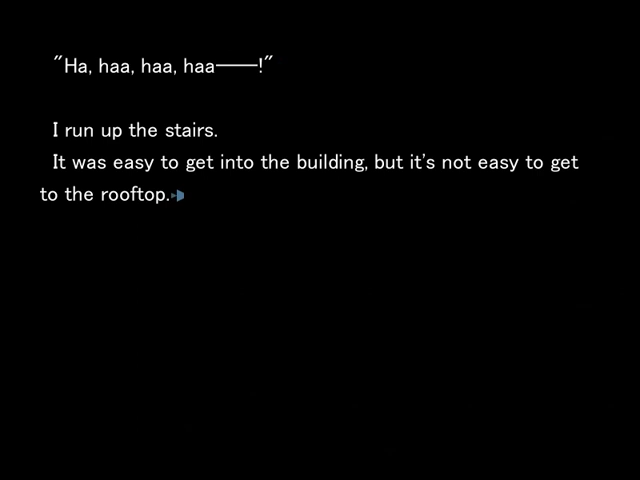 "Ha, haa, haa, haa——!"
I run up the stairs.
It was easy to get into the building, but it's not easy to get
to the rooftop.